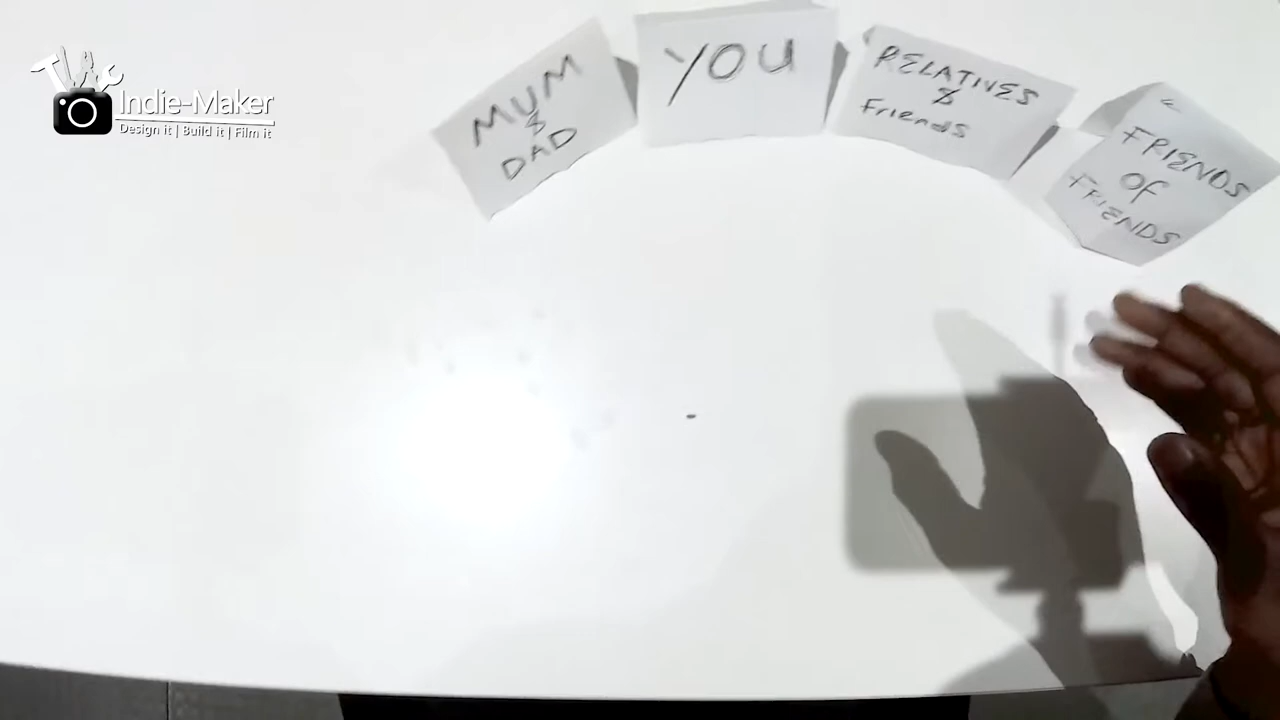 Indie-Maker
Design it | Build it | Film it
MUM
&
DAD
YOU
RELATIVES
&
Friends
FRIENDS
OF
FRIENDS